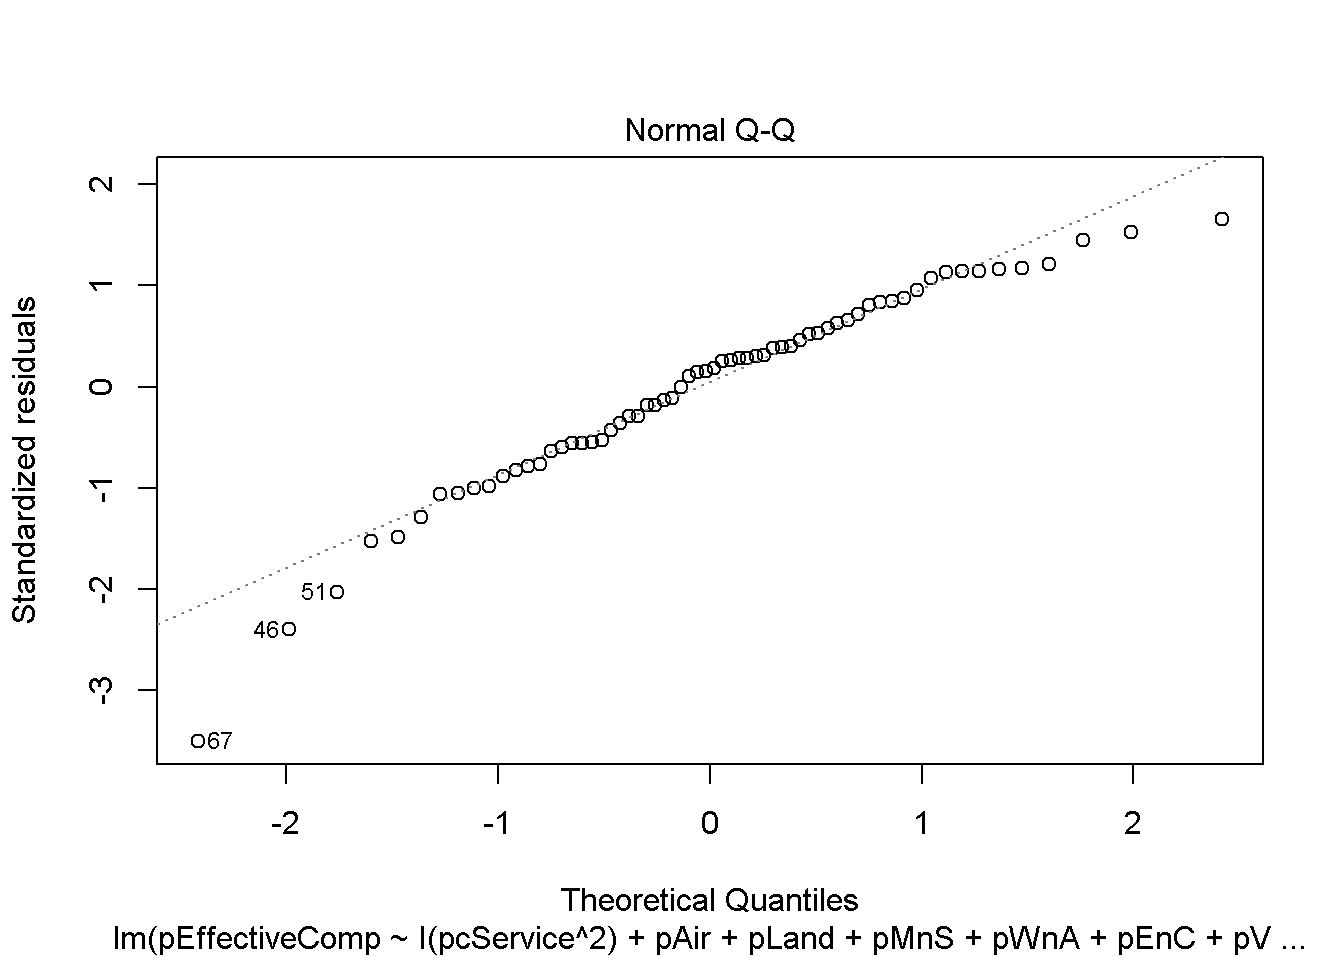 Normal Q-Q
Standardized residuals
2
1
0
-1
-2
-3
51
46
67
-2 -1 0 1 2
Theoretical Quantiles
lm(pEffectiveComp ~ I(pcService^2) + pAir + pLand + pMnS + pWnA + pEnC + pV ...